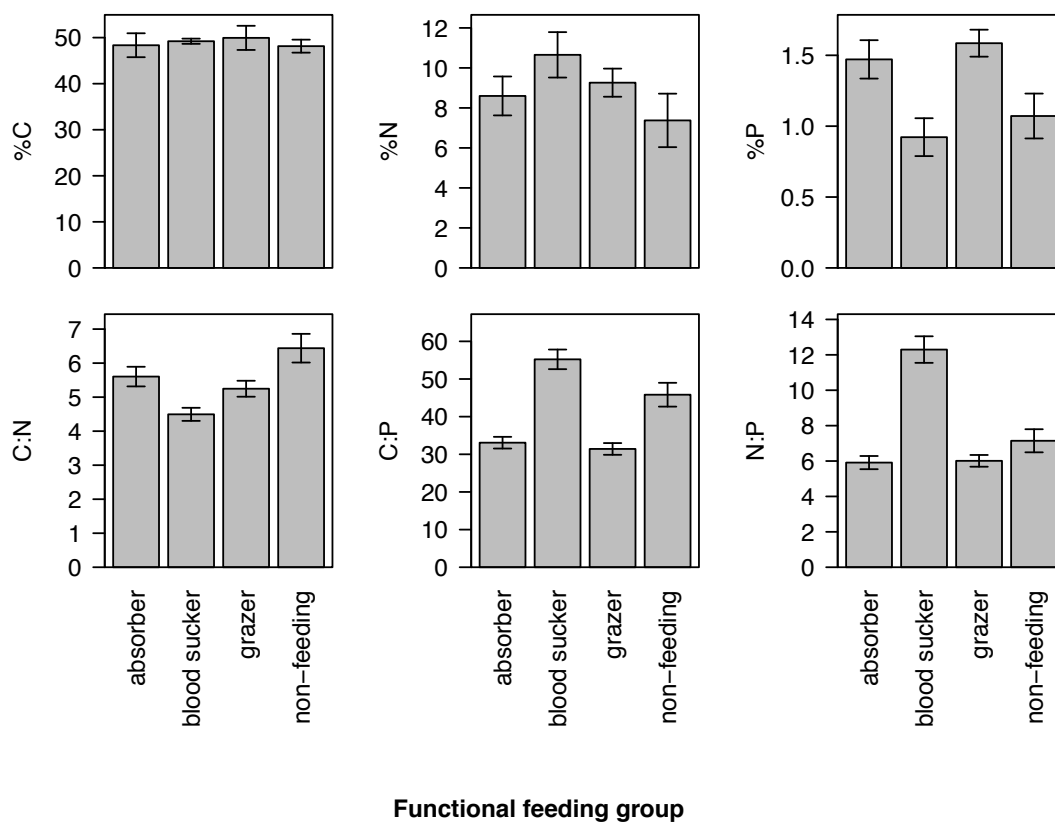 %C
0
10
20
30
40
50
%N
0
2
4
6
8
10
12
%P
0.0
0.5
1.0
1.5
C:N
0
1
2
3
4
5
6
7
absorber
blood sucker
grazer
non−feeding
C:P
0
10
20
30
40
50
60
absorber
blood sucker
grazer
non−feeding
N:P
0
2
4
6
8
10
12
14
absorber
blood sucker
grazer
non−feeding
Functional feeding group